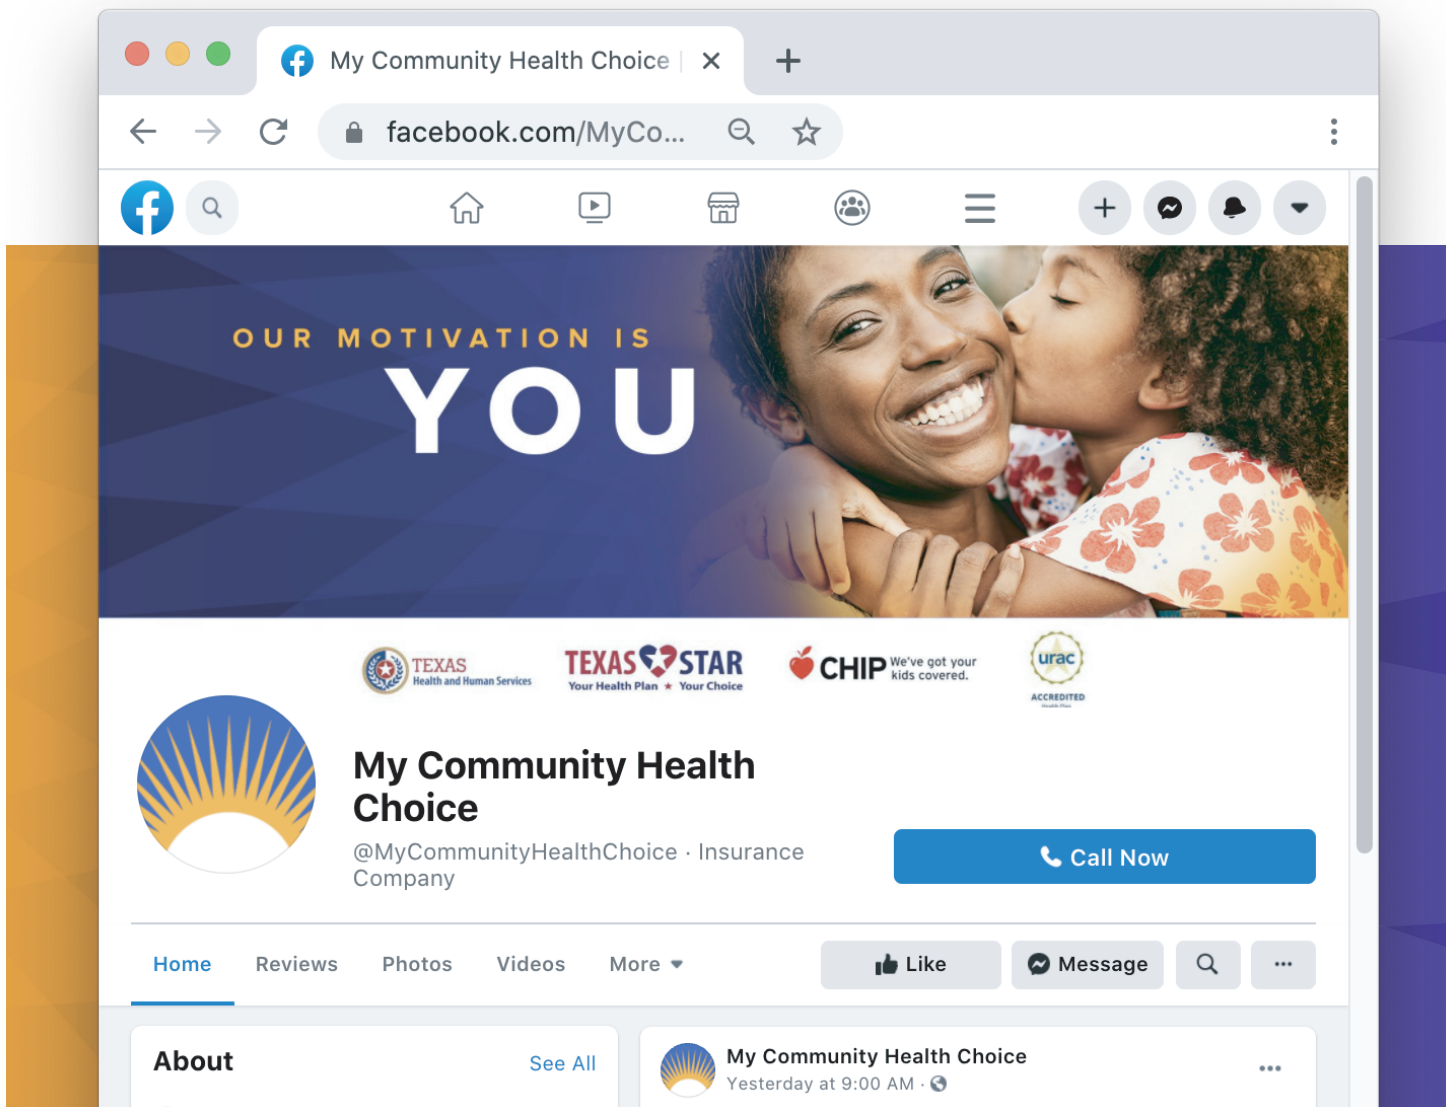 My Community Health Choice
facebook.com/MyCo...
OUR MOTIVATION IS
YOU
TEXAS
Health and Human Services
TEXAS STAR
Your Health Plan ★ Your Choice
CHIP We've got your
kids covered.
urac
ACCREDITED
Health Plan
My Community Health
Choice
@MyCommunityHealthChoice · Insurance
Company
Call Now
Home Reviews Photos Videos More
Like Message
About See All
My Community Health Choice
Yesterday at 9:00 AM ·